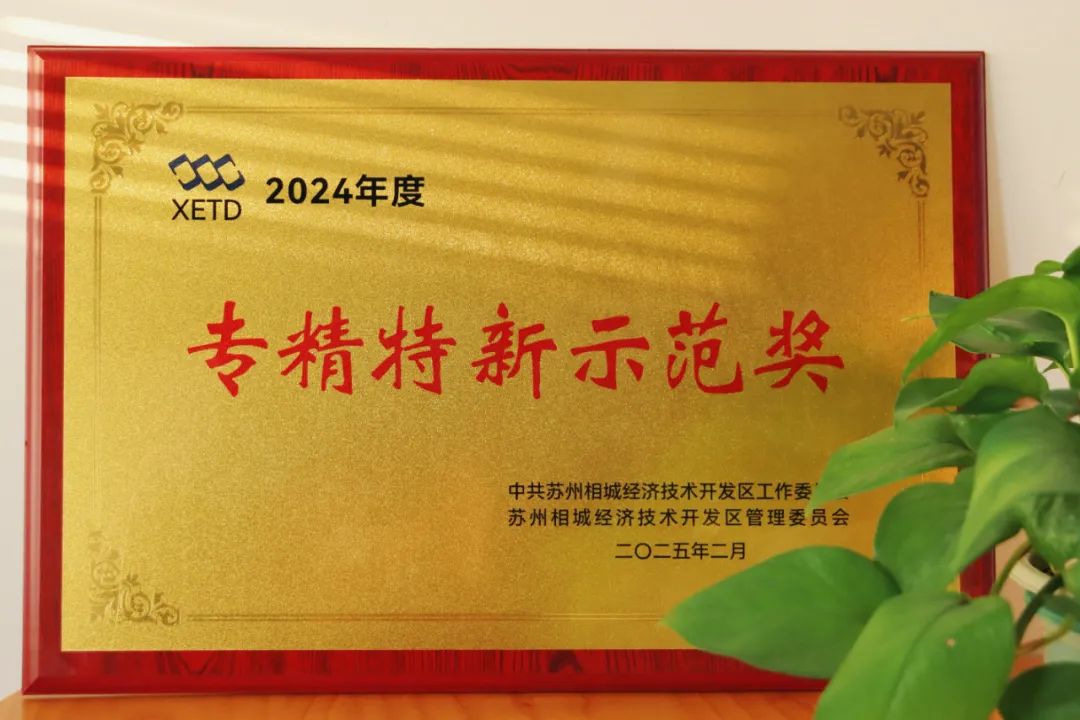 XETD
2024年度
专精特新示范奖
中共苏州相城经济技术开发区工作委
苏州相城经济技术开发区管理委员会
二〇二五年二月